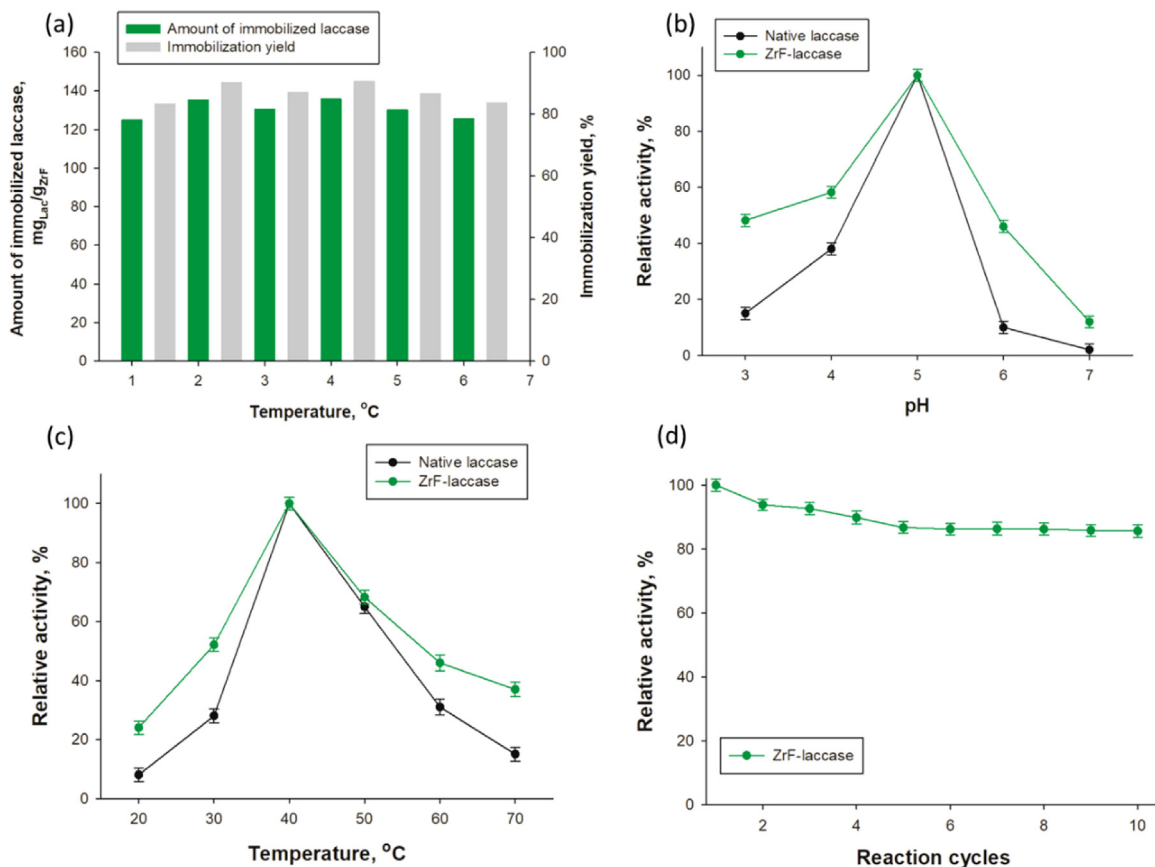 (a)
Amount of immobilized laccase
Immobilization yield
160
140
120
100
80
60
40
20
0
100
80
60
40
20
0
Amount of immobilized laccase,
mgLac/gZrF
Immobilization yield, %
1 2 3 4 5 6 7
Temperature, °C
(b)
Native laccase
ZrF-laccase
100
80
60
40
20
0
Relative activity, %
3 4 5 6 7
pH
(c)
Native laccase
ZrF-laccase
100
80
60
40
20
0
Relative activity, %
20 30 40 50 60 70
Temperature, °C
(d)
100
80
60
40
20
0
Relative activity, %
ZrF-laccase
2 4 6 8 10
Reaction cycles